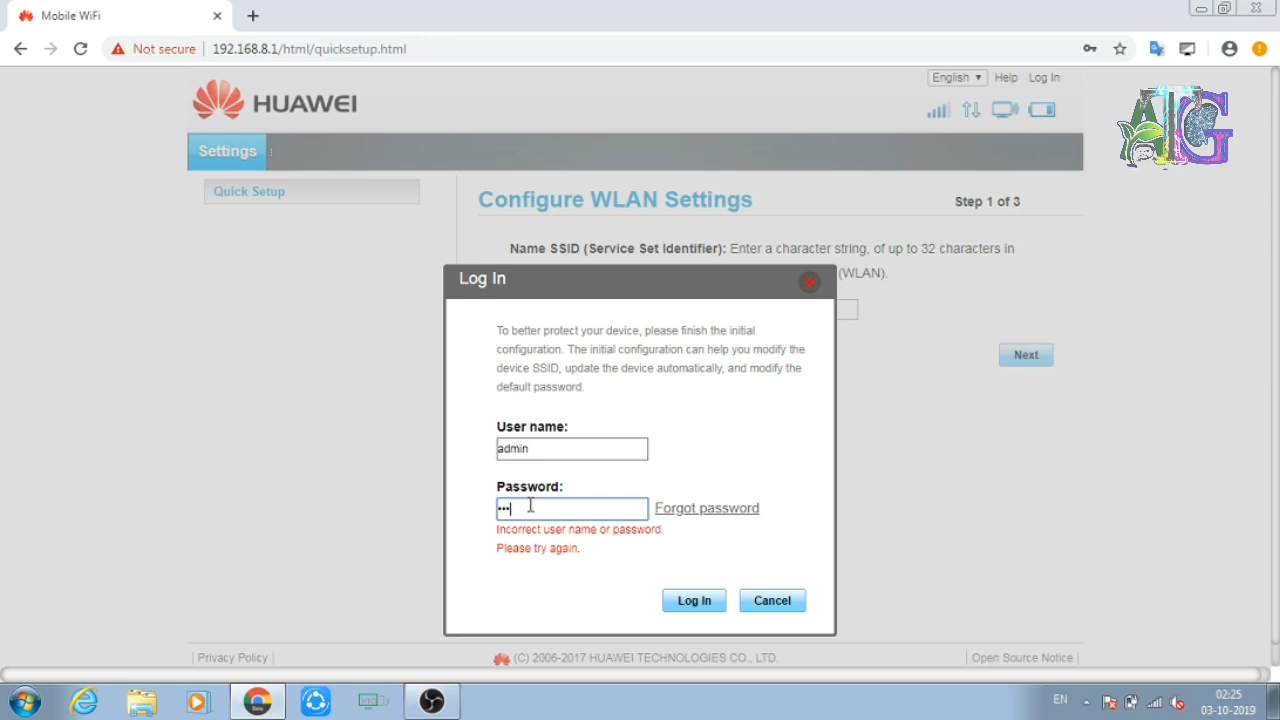 Mobile WiFi
Not secure 192.168.8.1/html/quicksetup.html
English Help Log In
HUAWEI
AIG
Settings
Quick Setup
Configure WLAN Settings Step 1 of 3
Name SSID (Service Set Identifier): Enter a character string, of up to 32 characters in
(WLAN).
Next
Log In
To better protect your device, please finish the initial
configuration. The initial configuration can help you modify the
device SSID, update the device automatically, and modify the
default password.
User name:
admin
Password:
•••
Forgot password
Incorrect user name or password.
Please try again.
Log In Cancel
Privacy Policy (C) 2006-2017 HUAWEI TECHNOLOGIES CO., LTD. Open Source Notice
EN 02:25
03-10-2019